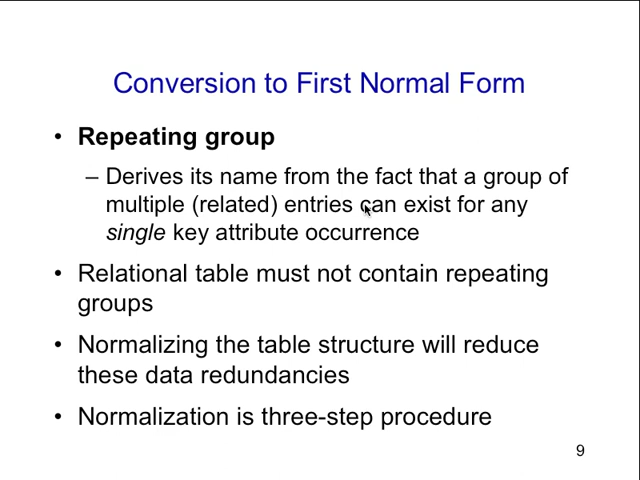 Conversion to First Normal Form
• Repeating group
– Derives its name from the fact that a group of
multiple (related) entries can exist for any
single key attribute occurrence
• Relational table must not contain repeating
groups
• Normalizing the table structure will reduce
these data redundancies
• Normalization is three-step procedure
9